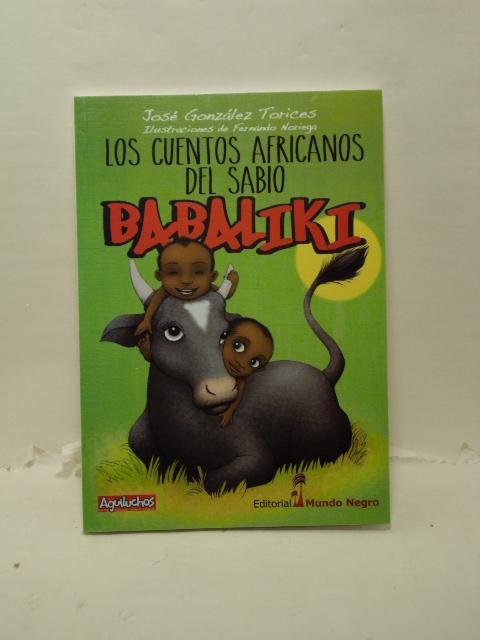 José González Torices
Ilustraciones de Fernando Noriega
LOS CUENTOS AFRICANOS
DEL SABIO
BABALIKI
Aguiluchos
Editorial Mundo Negro